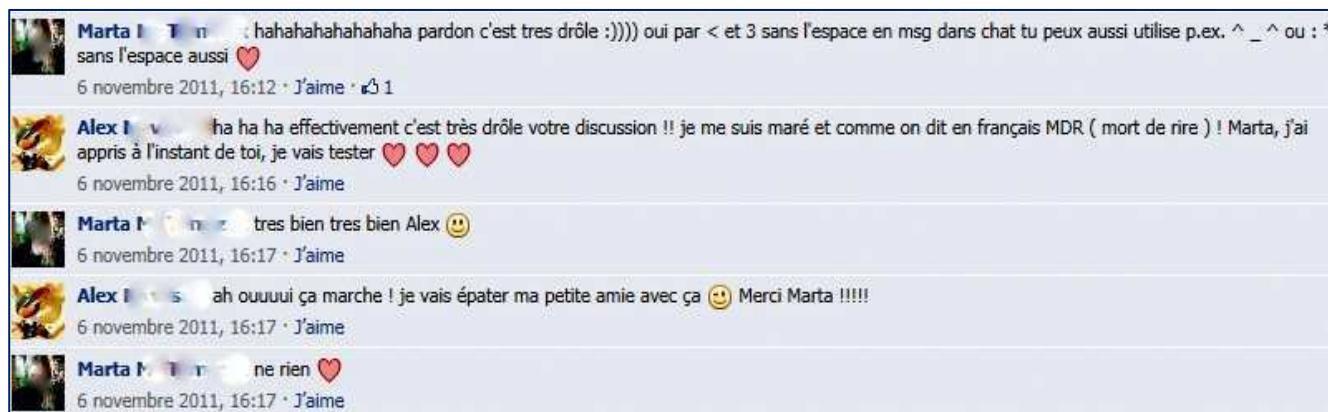 Marta hahahahahahahaha pardon c'est tres drôle :)))) oui par < et 3 sans l'espace en msg dans chat tu peux aussi utilise p.ex. ^ _ ^ ou : *
sans l'espace aussi
6 novembre 2011, 16:12 · J'aime · 1
Alex ha ha ha effectivement c'est très drôle votre discussion !! je me suis maré et comme on dit en français MDR ( mort de rire ) ! Marta, j'ai
appris à l'instant de toi, je vais tester
6 novembre 2011, 16:16 · J'aime
Marta tres bien tres bien Alex
6 novembre 2011, 16:17 · J'aime
Alex ah ouuuui ça marche ! je vais épater ma petite amie avec ça Merci Marta !!!!!
6 novembre 2011, 16:17 · J'aime
Marta ne rien
6 novembre 2011, 16:17 · J'aime